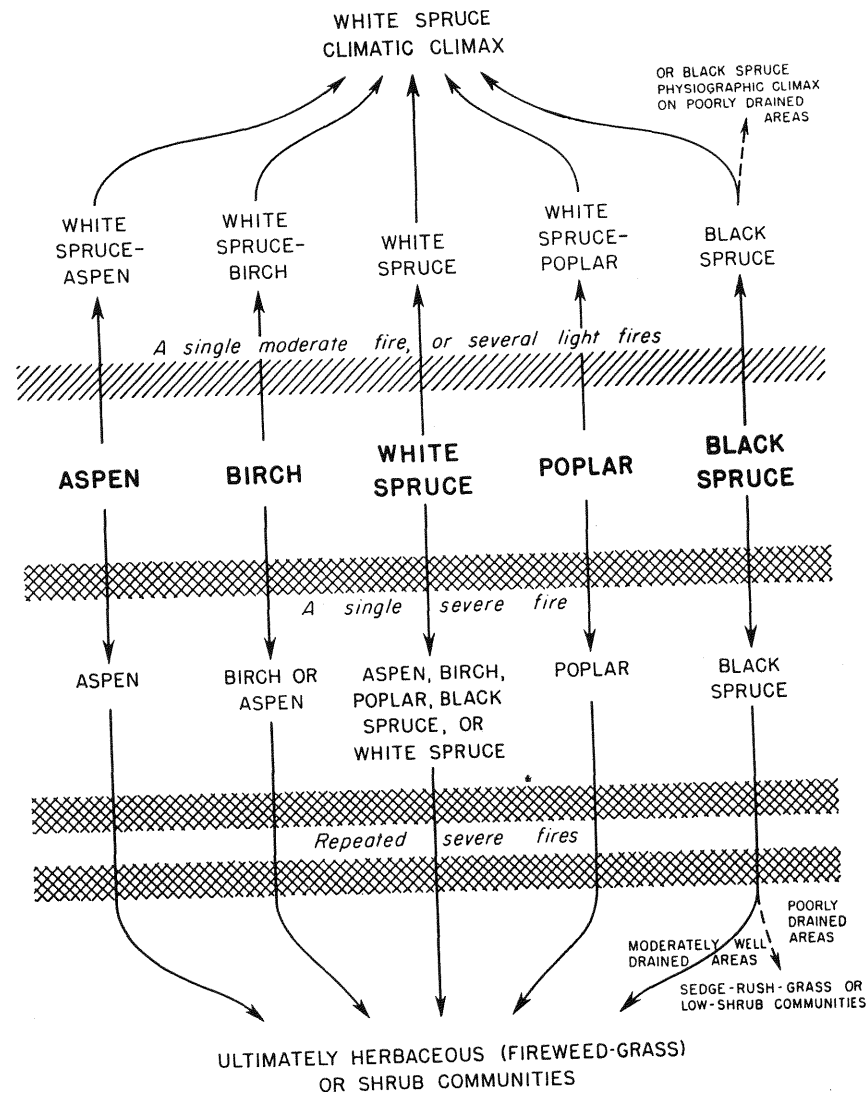 WHITE SPRUCE
CLIMATIC CLIMAX
OR BLACK SPRUCE
PHYSIOGRAPHIC CLIMAX
ON POORLY DRAINED
AREAS
WHITE
SPRUCE-
ASPEN
WHITE
SPRUCE-
BIRCH
WHITE
SPRUCE
WHITE
SPRUCE-
POPLAR
BLACK
SPRUCE
A single moderate fire, or several light fires
ASPEN
BIRCH
WHITE
SPRUCE
POPLAR
BLACK
SPRUCE
A single severe fire
ASPEN
BIRCH OR
ASPEN
ASPEN, BIRCH,
POPLAR, BLACK
SPRUCE, OR
WHITE SPRUCE
POPLAR
BLACK
SPRUCE
Repeated severe fires
MODERATELY WELL
DRAINED AREAS
POORLY
DRAINED
AREAS
SEDGE-RUSH-GRASS OR
LOW-SHRUB COMMUNITIES
ULTIMATELY HERBACEOUS (FIREWEED-GRASS)
OR SHRUB COMMUNITIES